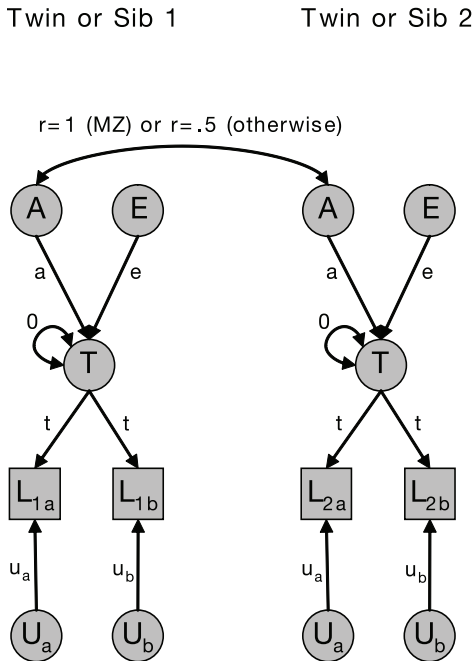 Twin or Sib 1 Twin or Sib 2
r=1 (MZ) or r=.5 (otherwise)
A E A E
a e a e
0 0
T T
t t t t
L1a L1b L2a L2b
ua ub ua ub
Ua Ub Ua Ub